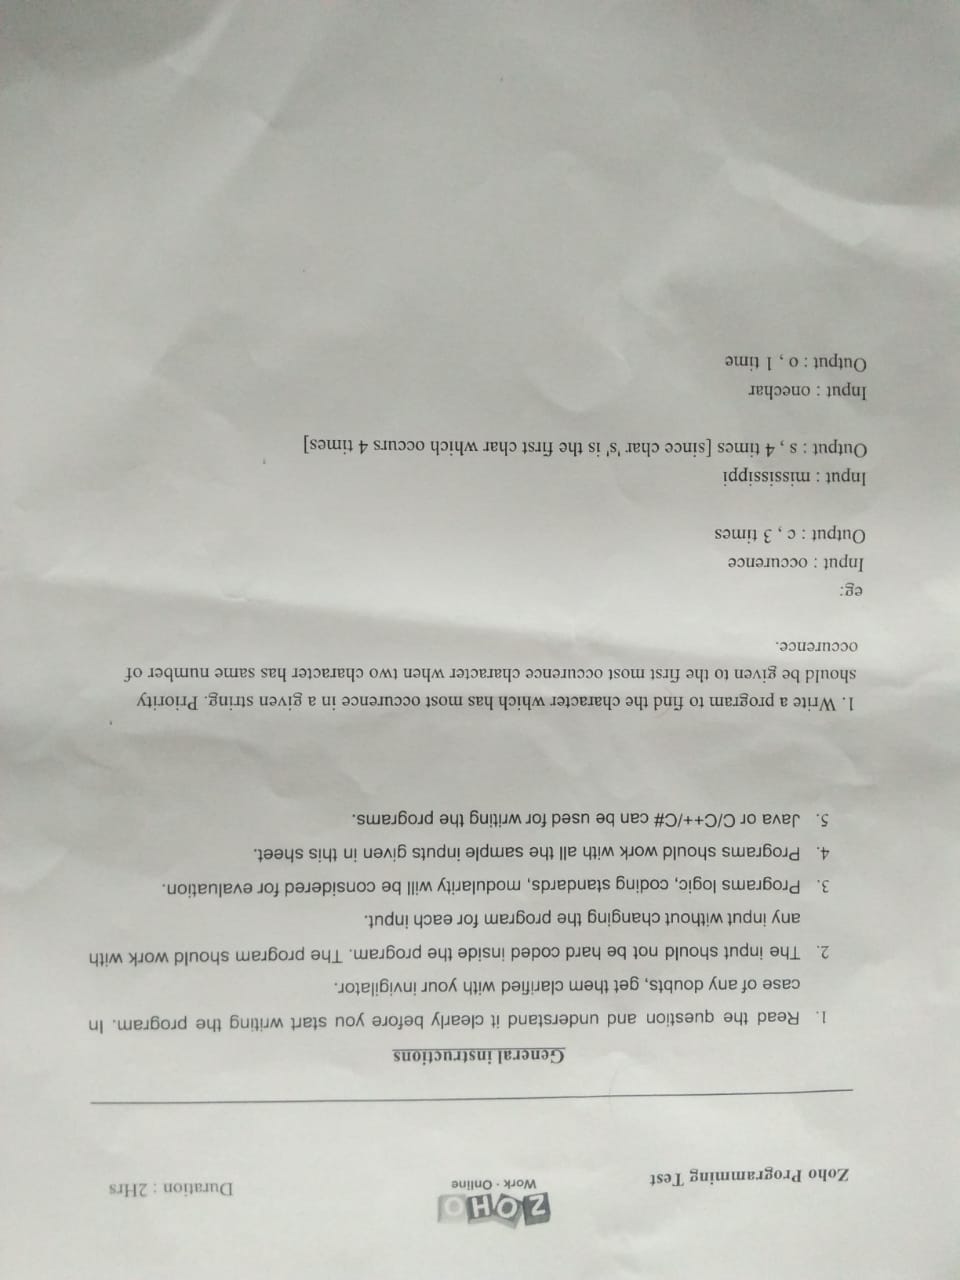 Zoho Programming Test
ZOHO
Work · Online
Duration : 2Hrs
General instructions
1. Read the question and understand it clearly before you start writing the program. In
case of any doubts, get them clarified with your invigilator.
2. The input should not be hard coded inside the program. The program should work with
any input without changing the program for each input.
3. Programs logic, coding standards, modularity will be considered for evaluation.
4. Programs should work with all the sample inputs given in this sheet.
5. Java or C/C++/C# can be used for writing the programs.
1. Write a program to find the character which has most occurence in a given string. Priority
should be given to the first most occurence character when two character has same number of
occurence.
eg:
Input : occurence
Output : c , 3 times
Input : mississippi
Output : s , 4 times [since char 's' is the first char which occurs 4 times]
Input : onechar
Output : o , 1 time